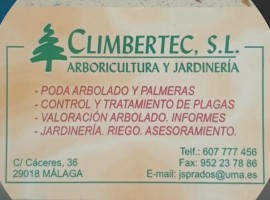 CLIMBERTEC, S.L.
ARBORICULTURA Y JARDINERÍA
- PODA ARBOLADO Y PALMERAS
- CONTROL Y TRATAMIENTO DE PLAGAS
- VALORACIÓN ARBOLADO. INFORMES
- JARDINERÍA. RIEGO. ASESORAMIENTO.
Telf.: 607 777 456
C/ Cáceres, 36
Fax: 952 23 78 86
29018 MÁLAGA
E-mail: jsprados@uma.es